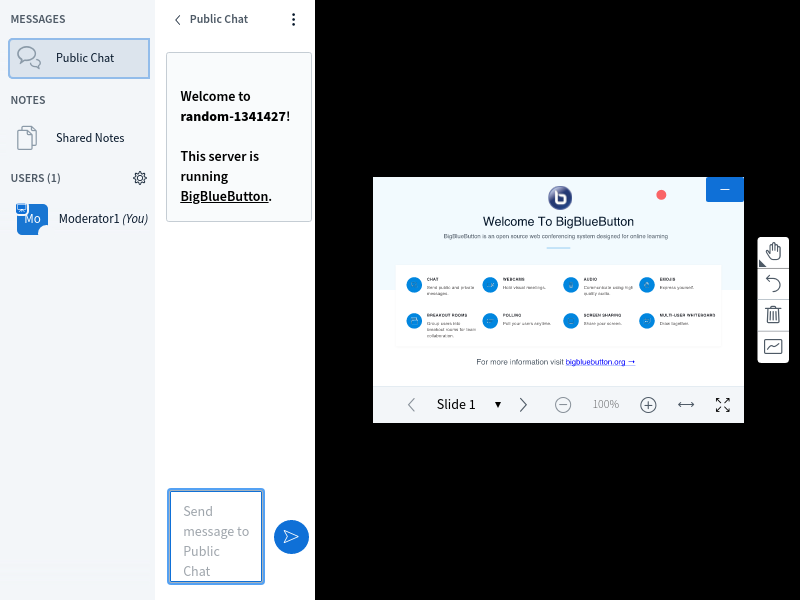 MESSAGES
Public Chat
NOTES
Shared Notes
USERS (1)
Mo
Moderator1 (You)
Public Chat
Welcome to
random-1341427!
This server is
running
BigBlueButton.
Send
message to
Public
Chat
b
Welcome To BigBlueButton
BigBlueButton is an open source web conferencing system designed for online learning
CHAT
Send public and private
messages.
WEBCAMS
Hold visual meetings.
AUDIO
Communicate using high
quality audio.
EMOJIS
Express yourself.
BREAKOUT ROOMS
Group users into
breakout rooms for team
collaboration.
POLLING
Poll your users anytime.
SCREEN SHARING
Share your screen.
MULTI-USER WHITEBOARD
Draw together.
For more information visit bigbluebutton.org →
Slide 1
100%